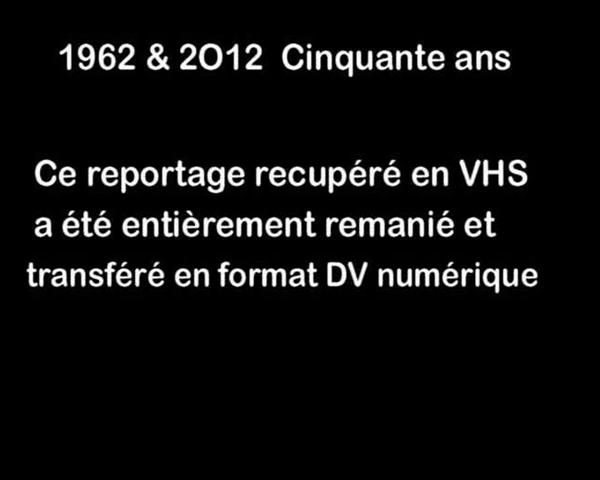 1962 & 2O12 Cinquante ans
Ce reportage recupéré en VHS
a été entièrement remanié et
transféré en format DV numérique